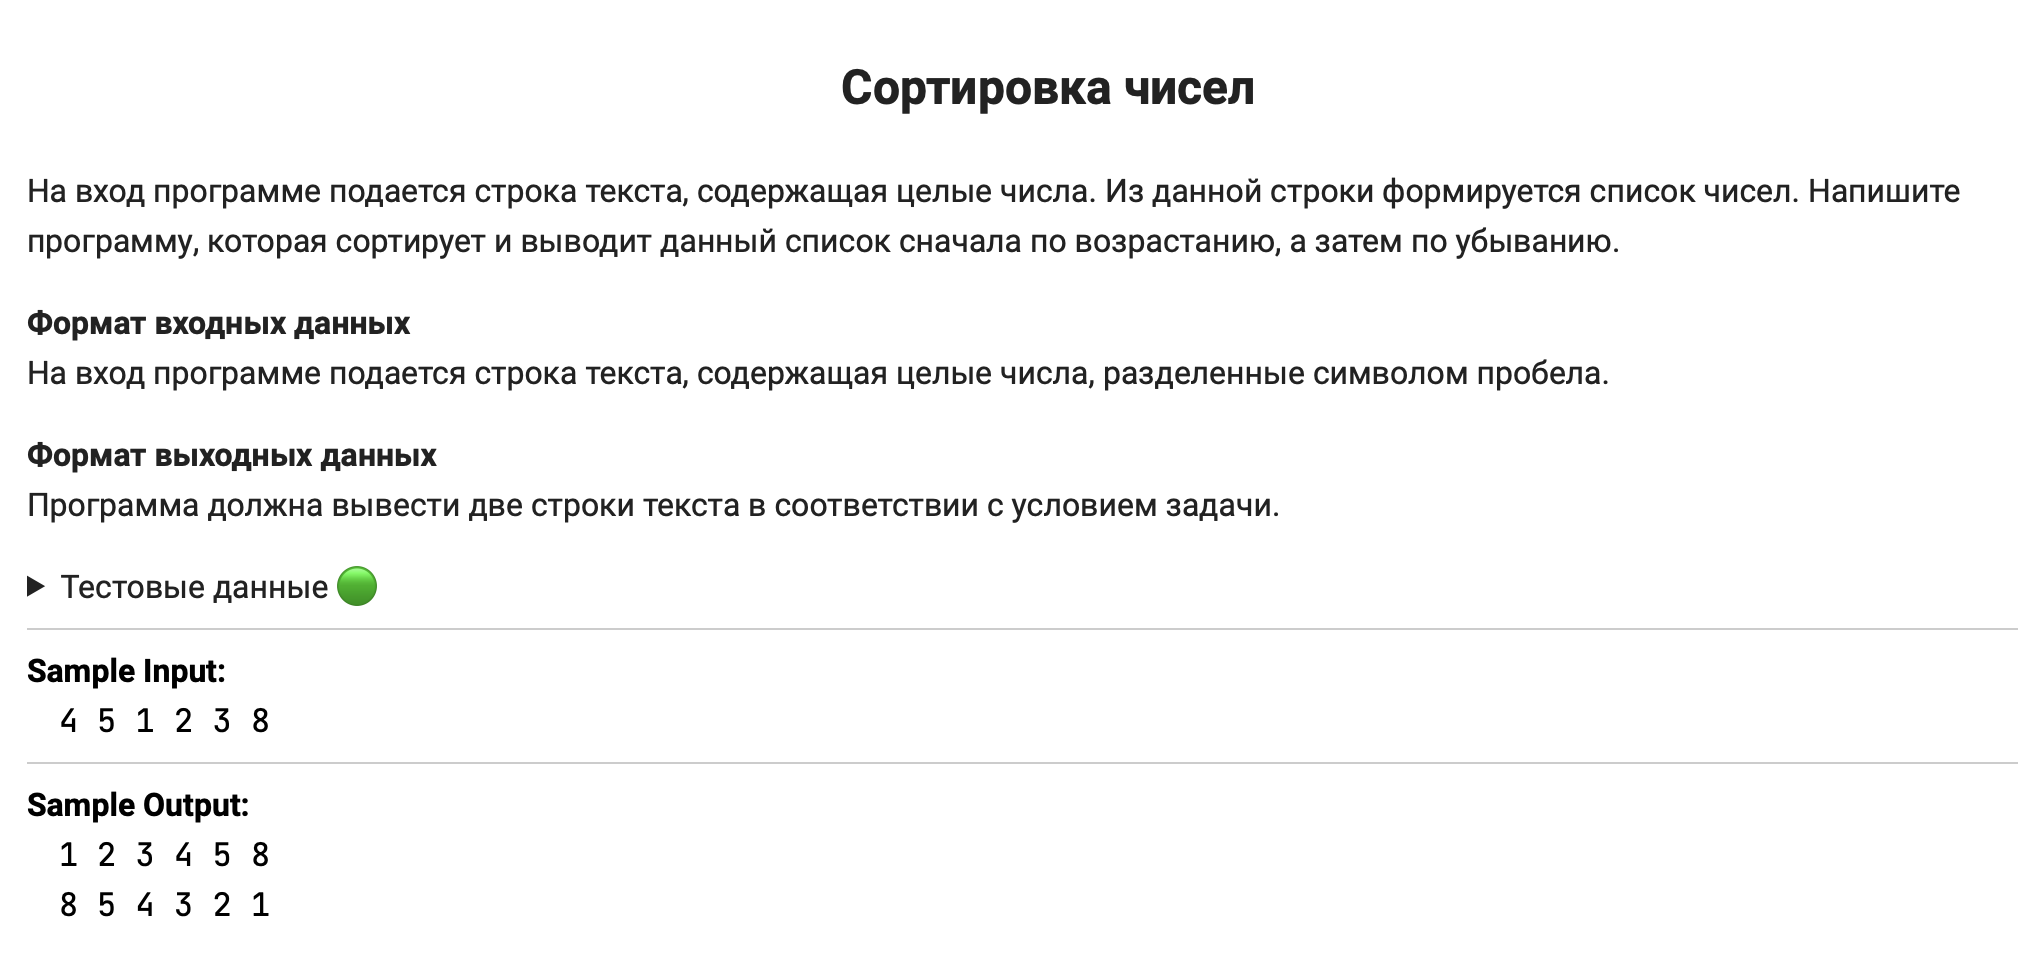 Сортировка чисел
На вход программе подается строка текста, содержащая целые числа. Из данной строки формируется список чисел. Напишите
программу, которая сортирует и выводит данный список сначала по возрастанию, а затем по убыванию.
Формат входных данных
На вход программе подается строка текста, содержащая целые числа, разделенные символом пробела.
Формат выходных данных
Программа должна вывести две строки текста в соответствии с условием задачи.
Тестовые данные
Sample Input:
4 5 1 2 3 8
Sample Output:
1 2 3 4 5 8
8 5 4 3 2 1